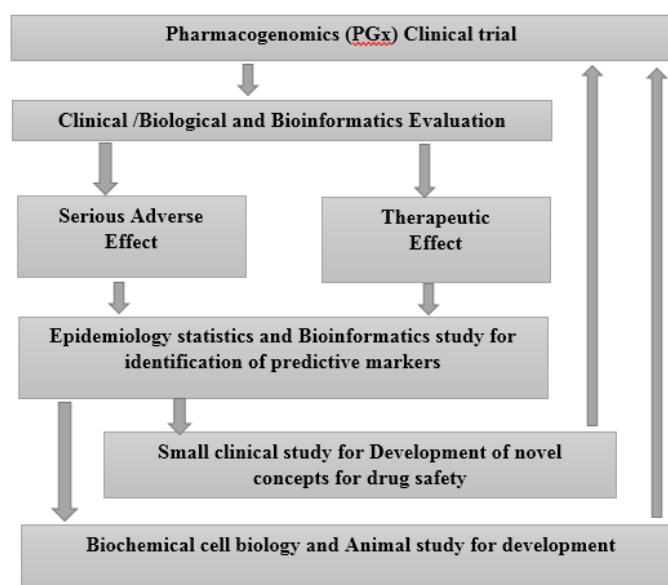 Pharmacogenomics (PGx) Clinical trial
Clinical /Biological and Bioinformatics Evaluation
Serious Adverse
Effect
Therapeutic
Effect
Epidemiology statistics and Bioinformatics study for
identification of predictive markers
Small clinical study for Development of novel
concepts for drug safety
Biochemical cell biology and Animal study for development